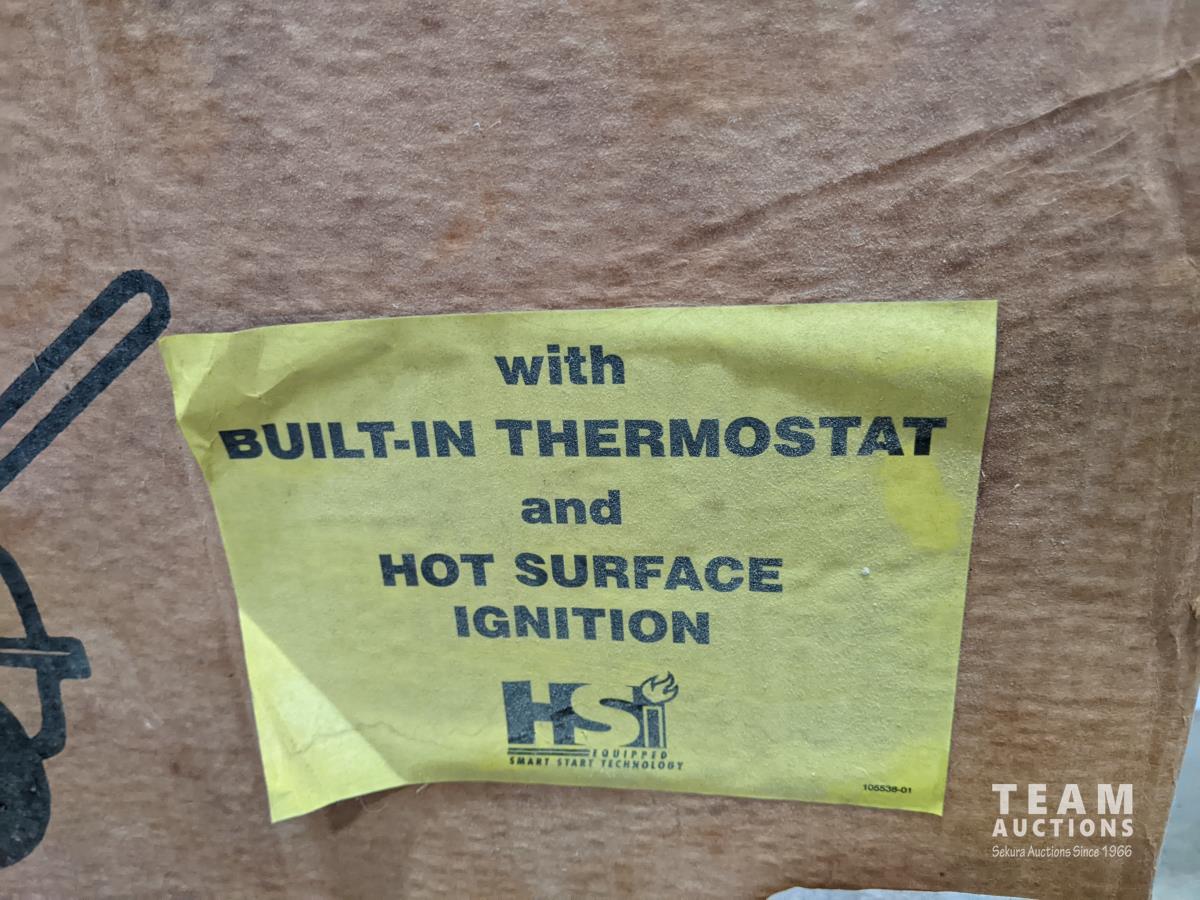 with
BUILT-IN THERMOSTAT
and
HOT SURFACE
IGNITION
HSi
EQUIPPED
SMART START TECHNOLOGY
105538-01
TEAM
AUCTIONS
Sekura Auctions Since 1966